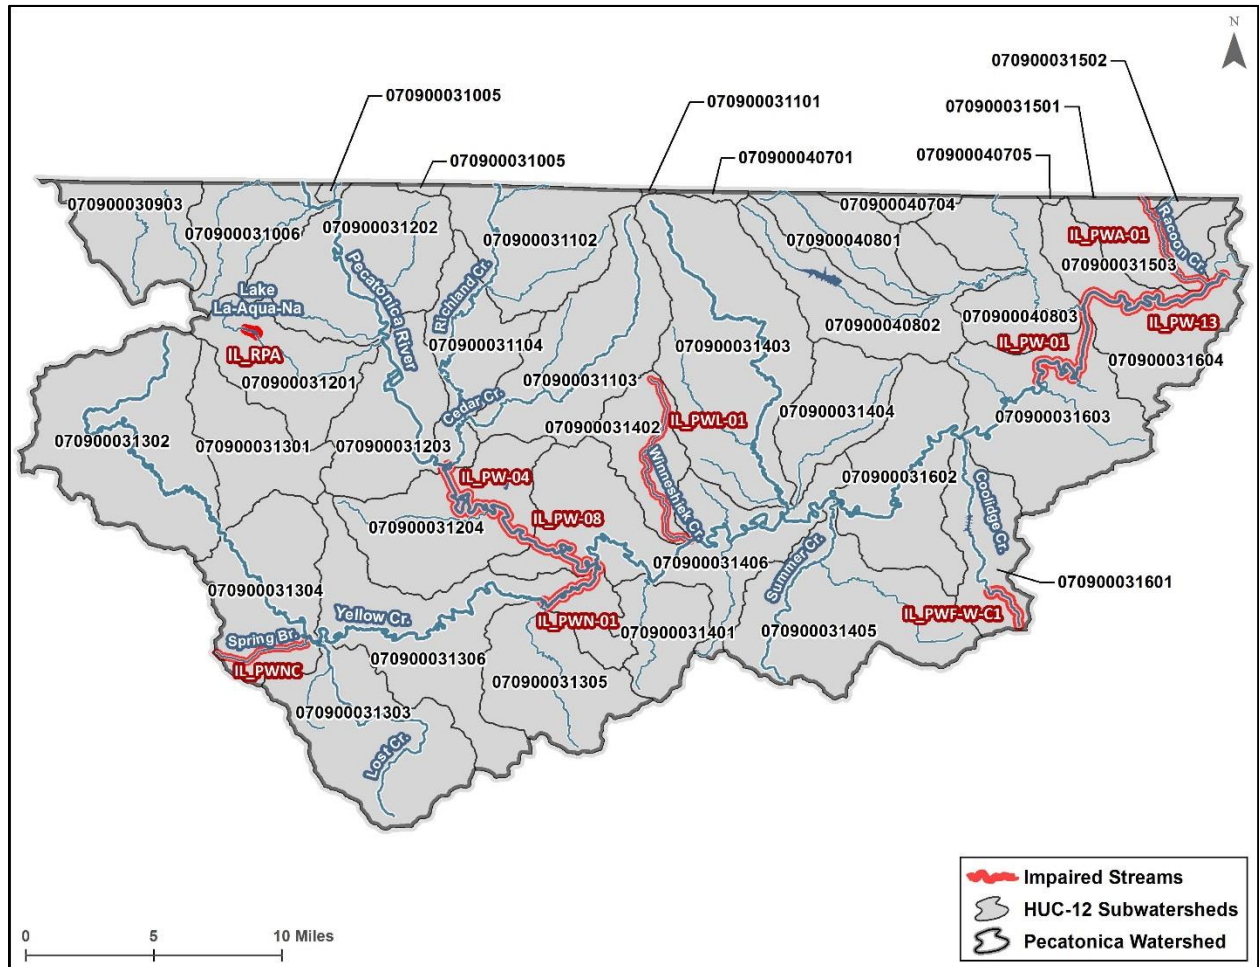 N
070900031502
070900031005
070900031101
070900031501
070900031005
070900040701
070900040705
070900030903
070900031006
070900031202
070900031102
070900040704
070900040801
IL_PWA-01
Racoon Cr.
070900031503
Pecatonica River
Richland Cr.
Lake
La-Aqua-Na
IL_RPA
070900031201
070900031104
070900031403
070900040802
070900040803
IL_PW-01
IL_PW-13
070900031604
070900031103
Cedar Cr.
070900031402
IL_PWL-01
070900031404
070900031603
070900031302
070900031301
070900031203
IL_PW-04
Winneshiek Cr.
070900031602
Coolidge Cr.
070900031204
IL_PW-08
070900031406
Summer Cr.
070900031601
070900031304
Yellow Cr.
IL_PWN-01
070900031401
070900031405
IL_PWF-W-C1
Spring Br.
IL_PWNC
070900031306
070900031305
070900031303
Lost Cr.
Impaired Streams
HUC-12 Subwatersheds
Pecatonica Watershed
0 5 10 Miles